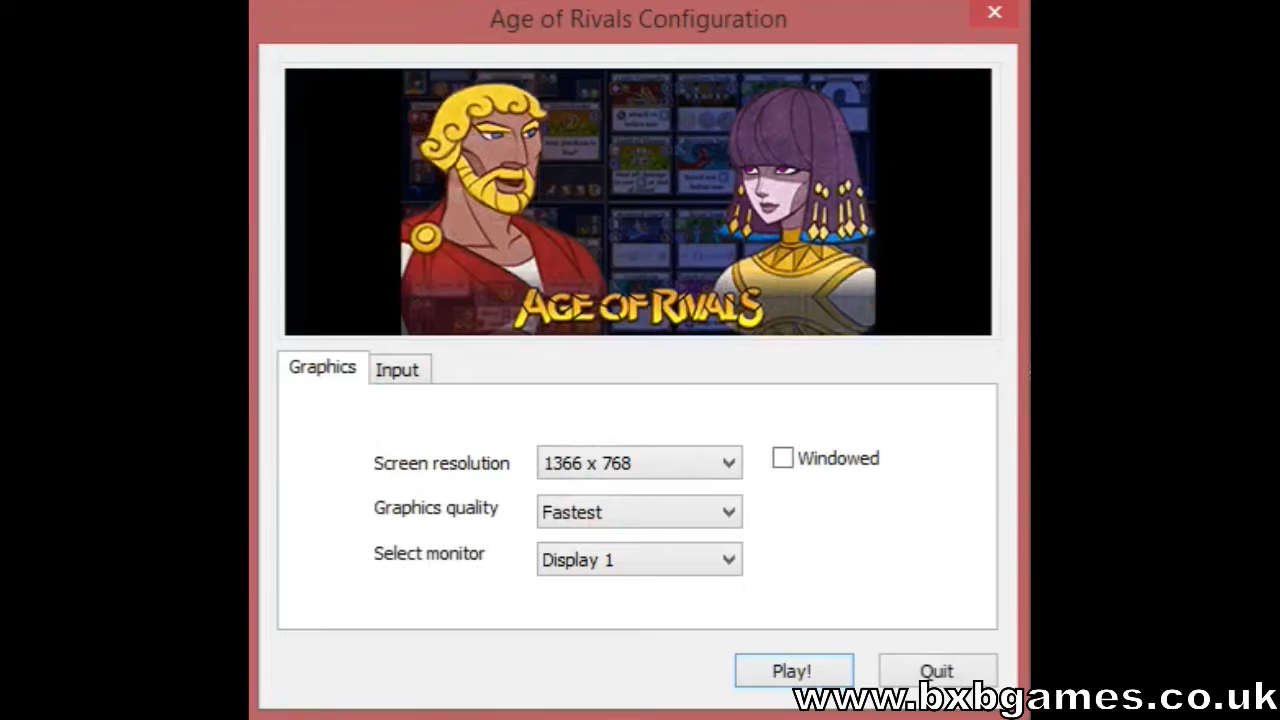 Age of Rivals Configuration
AGE OF RIVALS
Graphics
Input
Screen resolution
1366 x 768
Windowed
Graphics quality
Fastest
Select monitor
Display 1
Play!
Quit
www.bxbgames.co.uk